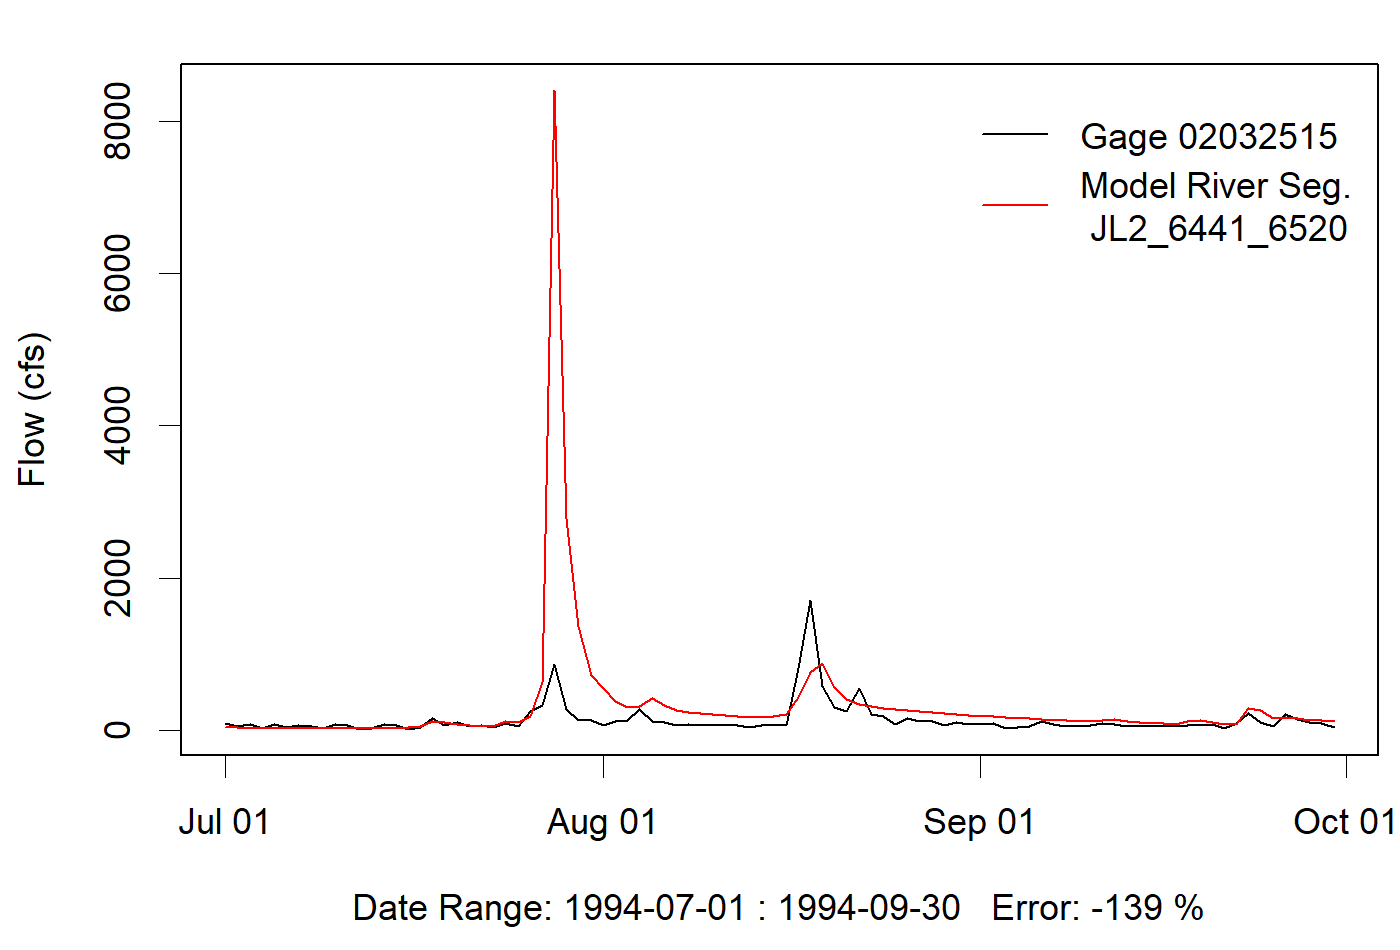 Flow (cfs)
8000
6000
4000
2000
0
Gage 02032515
Model River Seg.
JL2_6441_6520
Jul 01
Aug 01
Sep 01
Oct 01
Date Range: 1994-07-01 : 1994-09-30   Error: -139 %